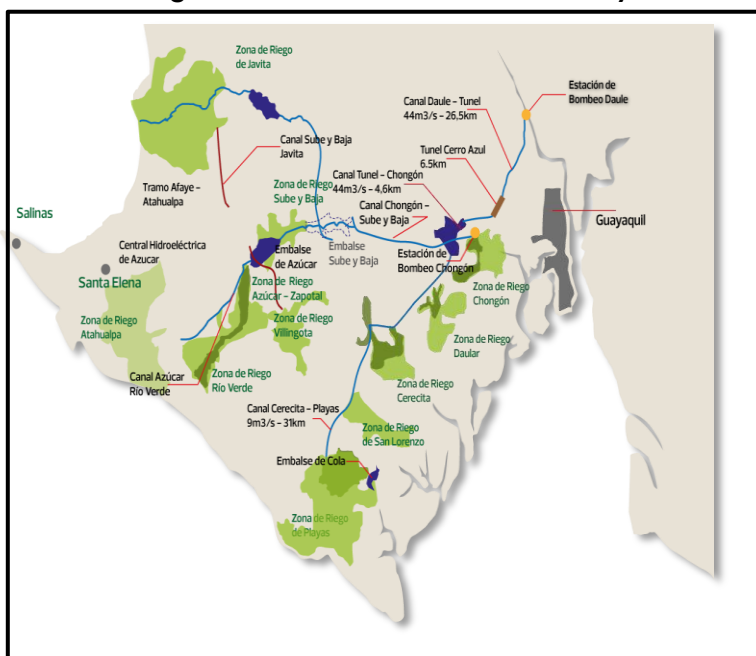 Zona de Riego
de Javita
Estación de
Bombeo Daule
Canal Daule – Tunel
44m3/s – 26,5km
Canal Sube y Baja
Javita
Tunel Cerro Azul
6.5km
Canal Tunel – Chongón
44m3/s – 4,6km
Tramo Afaye –
Atahualpa
Zona de Riego
Sube y Baja
Canal Chongón –
Sube y Baja
Salinas
Guayaquil
Central Hidroeléctrica
de Azucar
Embalse
de Azúcar
Embalse
Sube y Baja
Estación de
Bombeo Chongón
Santa Elena
Zona de Riego
Azúcar – Zapotal
Zona de Riego
Chongón
Zona de Riego
Atahualpa
Zona de Riego
Villingota
Zona de Riego
Daular
Canal Azúcar
Río Verde
Zona de Riego
Río Verde
Zona de Riego
Cerecita
Canal Cerecita – Playas
9m3/s – 31km
Zona de Riego
de San Lorenzo
Embalse de Cola
Zona de Riego
de Playas